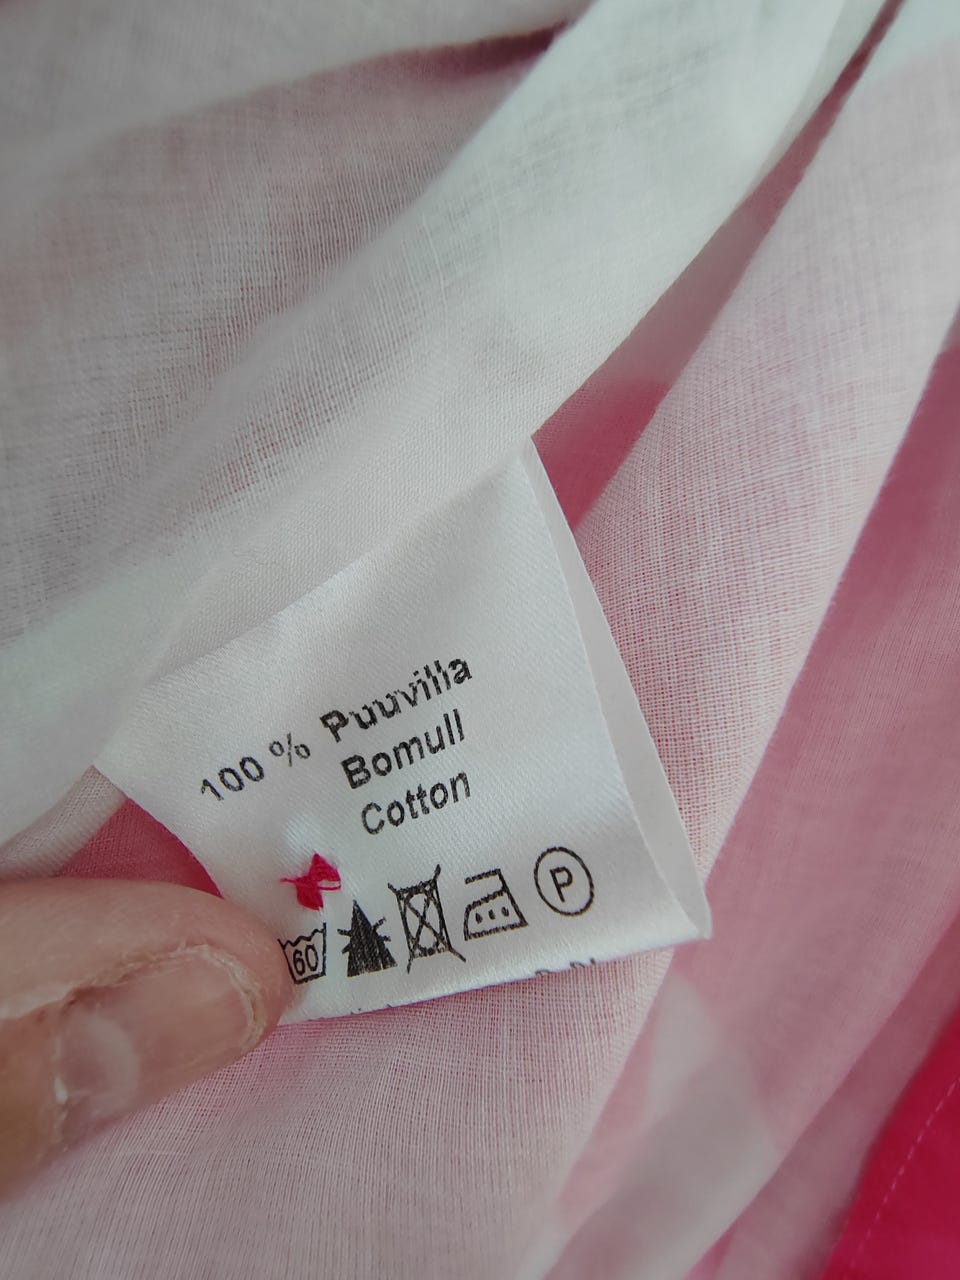 100 % Puuvilla
Bomull
Cotton
60 P